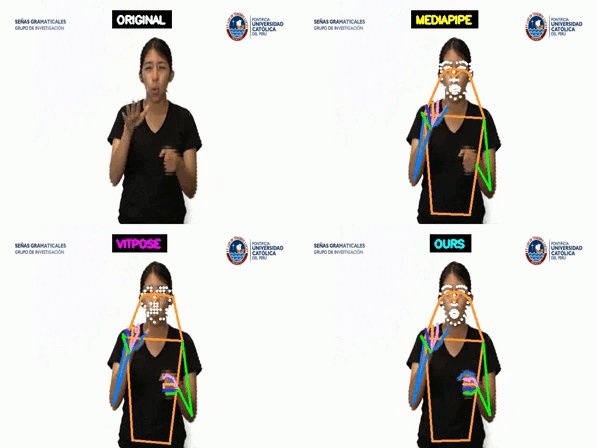 SEÑAS GRAMATICALES
GRUPO DE INVESTIGACIÓN
ORIGINAL
PONTIFICIA
UNIVERSIDAD
CATÓLICA
DEL PERÚ
SEÑAS GRAMATICALES
GRUPO DE INVESTIGACIÓN
MEDIAPIPE
PONTIFICIA
UNIVERSIDAD
CATÓLICA
DEL PERÚ
SEÑAS GRAMATICALES
GRUPO DE INVESTIGACIÓN
VITPOSE
PONTIFICIA
UNIVERSIDAD
CATÓLICA
DEL PERÚ
SEÑAS GRAMATICALES
GRUPO DE INVESTIGACIÓN
OURS
PONTIFICIA
UNIVERSIDAD
CATÓLICA
DEL PERÚ